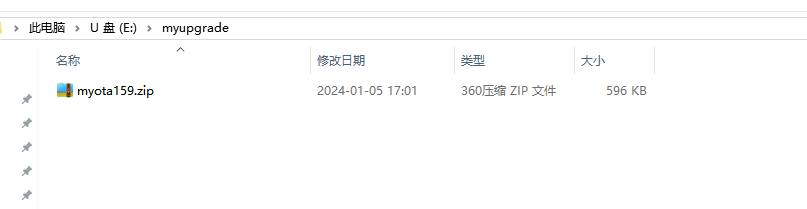 此电脑 > U 盘 (E:) > myupgrade
名称 修改日期 类型 大小
myota159.zip 2024-01-05 17:01 360压缩 ZIP 文件 596 KB